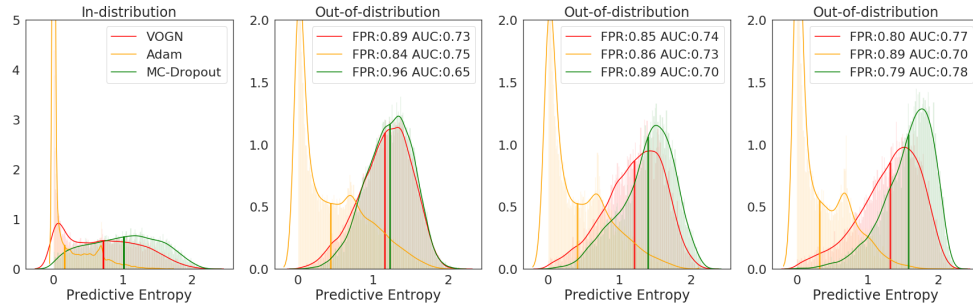 In-distribution
5
4
3
2
1
0
0
1
2
Predictive Entropy
VOGN
Adam
MC-Dropout
Out-of-distribution
2.0
1.5
1.0
0.5
0.0
0
1
2
Predictive Entropy
FPR:0.89 AUC:0.73
FPR:0.84 AUC:0.75
FPR:0.96 AUC:0.65
Out-of-distribution
2.0
1.5
1.0
0.5
0.0
0
1
2
Predictive Entropy
FPR:0.85 AUC:0.74
FPR:0.86 AUC:0.73
FPR:0.89 AUC:0.70
Out-of-distribution
2.0
1.5
1.0
0.5
0.0
0
1
2
Predictive Entropy
FPR:0.80 AUC:0.77
FPR:0.89 AUC:0.70
FPR:0.79 AUC:0.78